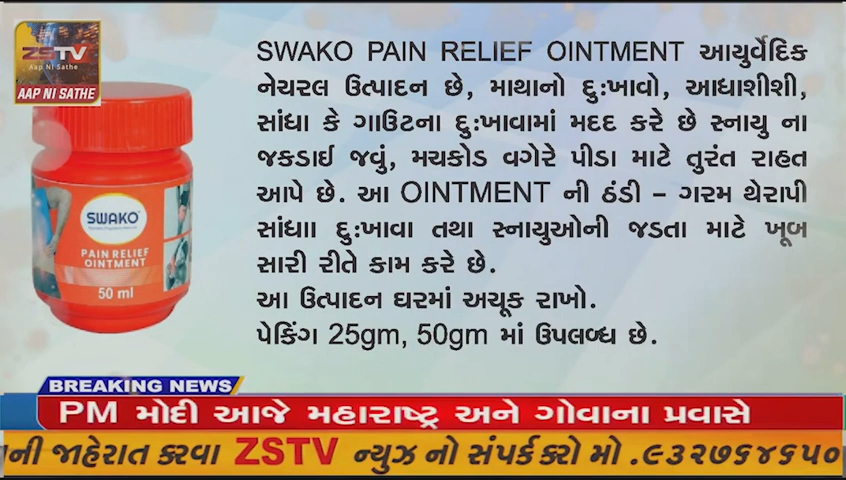 ZSTV
Aap Ni Sathe
AAP NI SATHE
SWAKO PAIN RELIEF OINTMENT આયુર્વેદિક
નેચરલ ઉત્પાદન છે, માથાનો દુઃખાવો, આધાશીશી,
સાંધા કે ગાઉટના દુઃખાવામાં મદદ કરે છે સ્નાયુ ના
જકડાઈ જવું, મચકોડ વગેરે પીડા માટે તુરંત રાહત
આપે છે. આ OINTMENT ની ઠંડી – ગરમ થેરાપી
સાંધાા દુઃખાવા તથા સ્નાયુઓની જડતા માટે ખૂબ
સારી રીતે કામ કરે છે.
આ ઉત્પાદન ઘરમાં અચૂક રાખો.
પેકિંગ 25gm, 50gm માં ઉપલબ્ધ છે.
SWAKO
PAIN RELIEF
OINTMENT
50 ml
BREAKING NEWS
PM મોદી આજે મહારાષ્ટ્ર અને ગોવાના પ્રવાસે
ની જાહેરાત કરવા ZSTV ન્યુઝ નો સંપર્ક કરો મો .૯૩૨૭૬૪૬૫૦